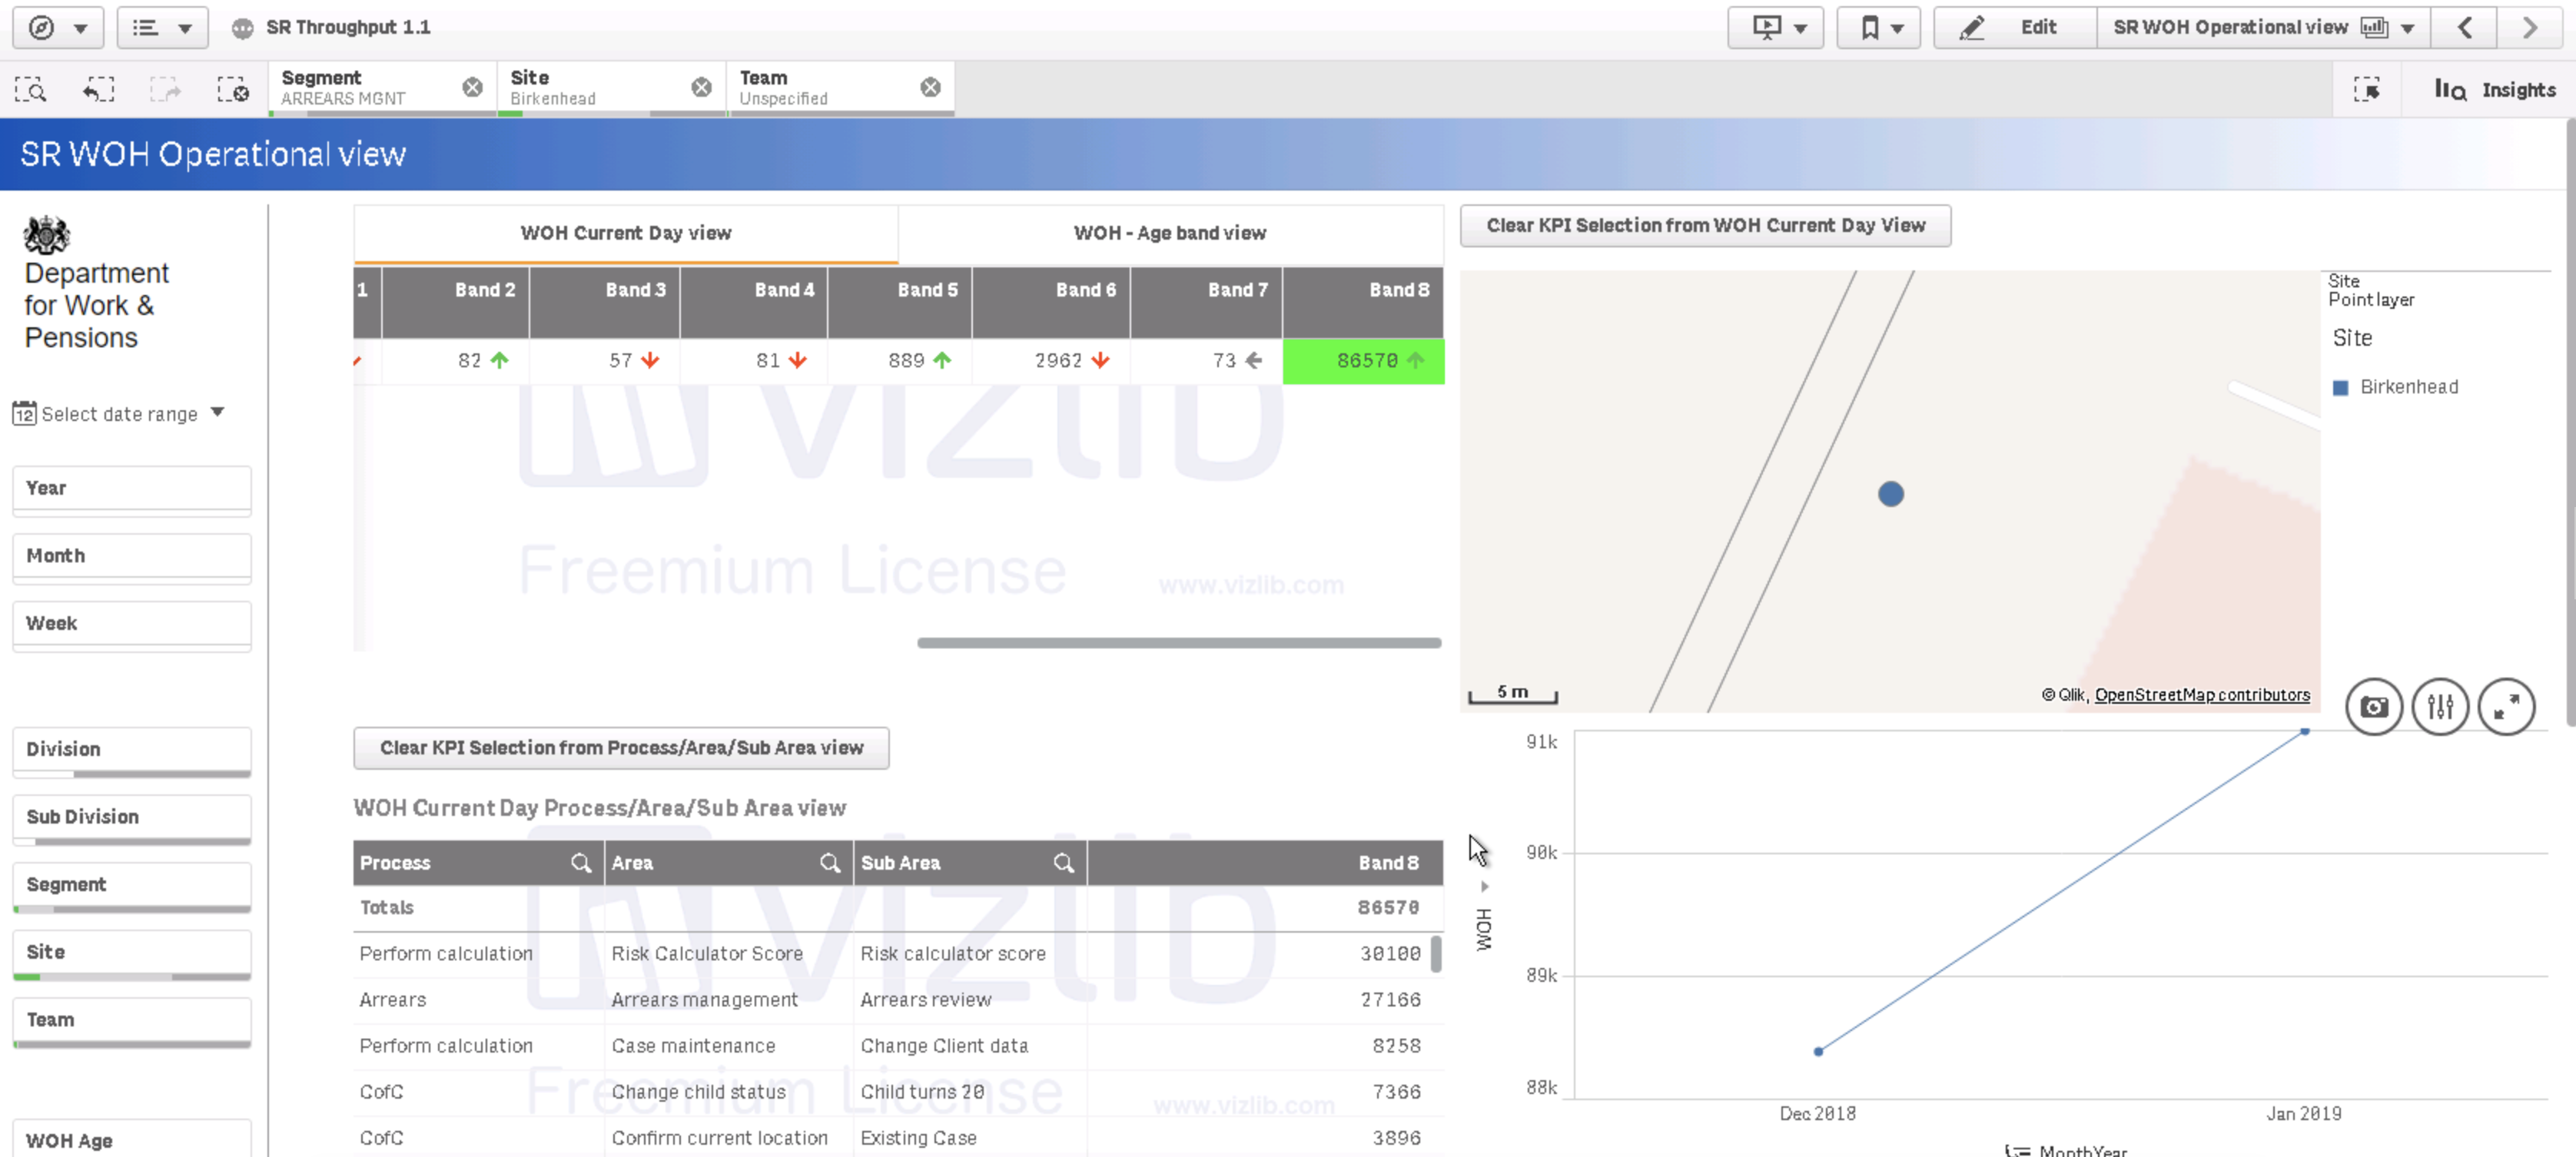 SR Throughput 1.1
Edit
SR WOH Operational view
Segment
ARREARS MGNT
Site
Birkenhead
Team
Unspecified
Insights
SR WOH Operational view
Department
for Work &
Pensions
12 Select date range
Year
Month
Week
Division
Sub Division
Segment
Site
Team
WOH Age
WOH Current Day view
WOH - Age band view
1 Band 2 Band 3 Band 4 Band 5 Band 6 Band 7 Band 8
82 57 81 889 2962 73 86570
vizlib
Freemium License www.vizlib.com
Clear KPI Selection from WOH Current Day View
Site
Point layer
Site
Birkenhead
5 m
© Qlik, OpenStreetMap contributors
Clear KPI Selection from Process/Area/Sub Area view
WOH Current Day Process/Area/Sub Area view
Process Area Sub Area Band 8
Totals 86570
Perform calculation Risk Calculator Score Risk calculator score 30100
Arrears Arrears management Arrears review 27166
Perform calculation Case maintenance Change Client data 8258
CofC Change child status Child turns 20 7366
CofC Confirm current location Existing Case 3896
vizlib
Freemium License www.vizlib.com
WOH
91k
90k
89k
88k
Dec 2018 Jan 2019
MonthYear